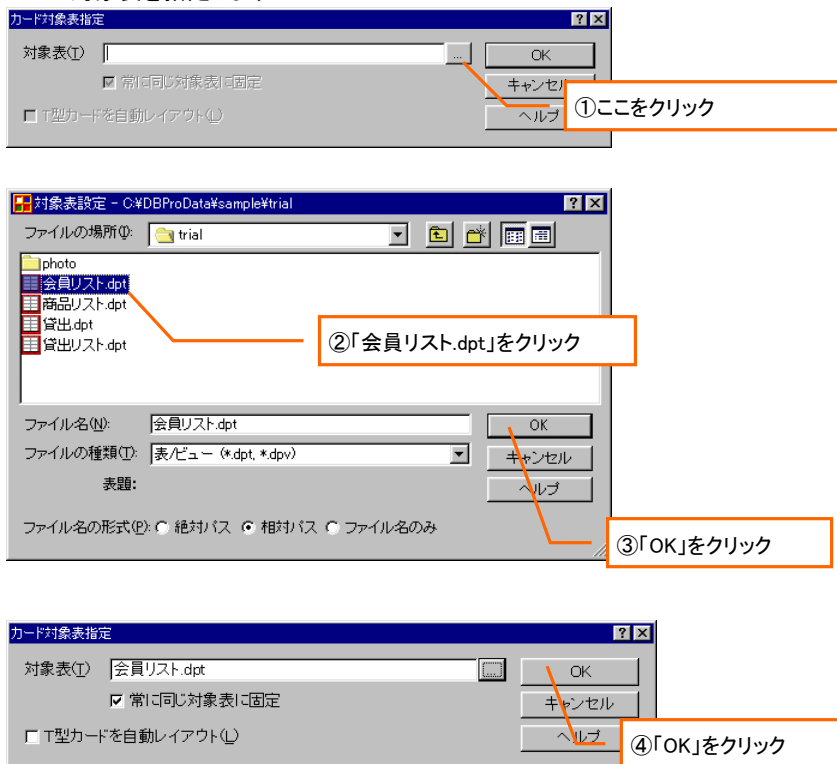 カード対象表指定
対象表(T)
...
OK
常に同じ対象表に固定
キャンセル
T型カードを自動レイアウト(L)
ヘルプ
①ここをクリック
対象表設定 - C:¥DBProData¥sample¥trial
ファイルの場所(I):
trial
photo
会員リスト.dpt
商品リスト.dpt
貸出.dpt
貸出リスト.dpt
②「会員リスト.dpt」をクリック
ファイル名(N):
会員リスト.dpt
OK
ファイルの種類(T):
表/ビュー (*.dpt, *.dpv)
キャンセル
表題:
ヘルプ
ファイル名の形式(P):
絶対パス
相対パス
ファイル名のみ
③「OK」をクリック
カード対象表指定
対象表(T)
会員リスト.dpt
...
OK
常に同じ対象表に固定
キャンセル
T型カードを自動レイアウト(L)
ヘルプ
④「OK」をクリック